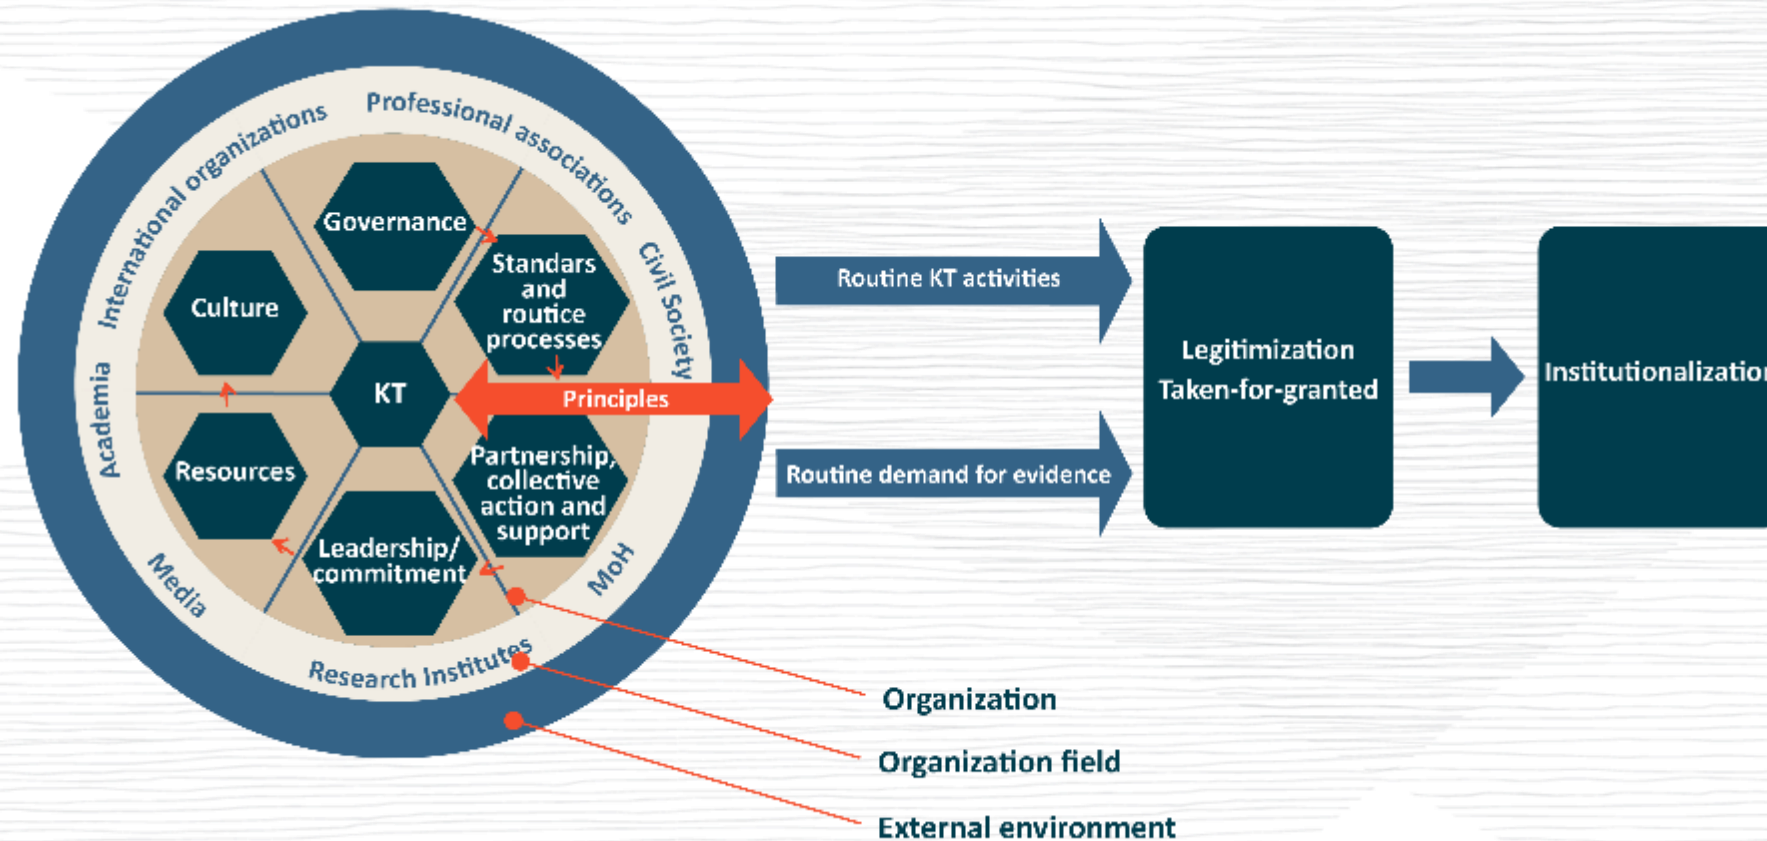 International organizations
Professional associations
Civil Society
MoH
Research Institutes
Media
Academia
Governance
Standars
and
routice
processes
Culture
KT
Principles
Resources
Partnership,
collective
action and
support
Leadership/
commitment
Routine KT activities
Routine demand for evidence
Legitimization
Taken-for-granted
Institutionalization
Organization
Organization field
External environment